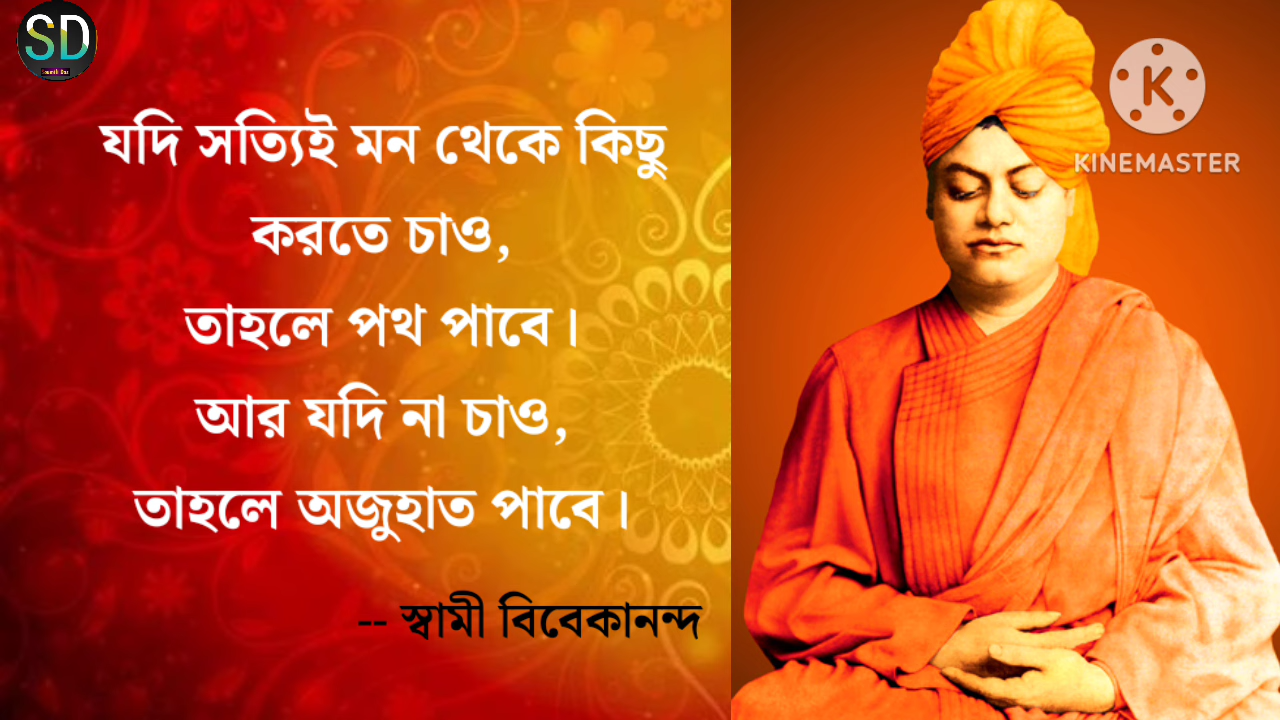 SD
যদি সত্যিই মন থেকে কিছু
করতে চাও,
তাহলে পথ পাবে।
আর যদি না চাও,
তাহলে অজুহাত পাবে।
-- স্বামী বিবেকানন্দ
K
KINEMASTER